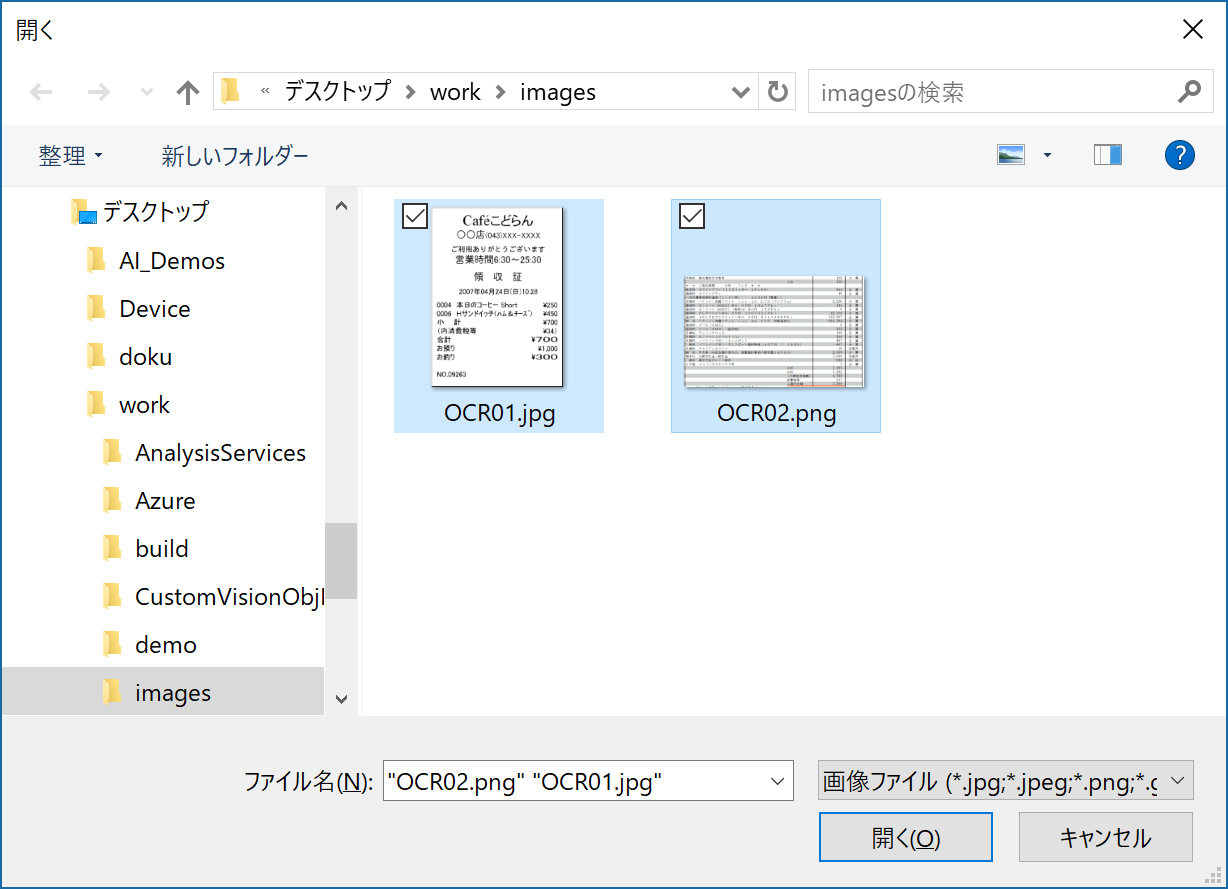 開く
« デスクトップ > work > images
imagesの検索
整理
新しいフォルダー
?
デスクトップ
AI_Demos
Device
doku
work
AnalysisServices
Azure
build
CustomVisionObj
demo
images
Caféこどらん
〇〇店(043)XXX-XXXX
ご利用ありがとうございます
営業時間6:30～25:30
領 収 証
2007年04月24日(日)10:28
0004 本日のコーヒー Short ¥250
0006 Hサンドイッチ(ハム&チーズ) ¥450
小 計 ¥700
(内消費税等 ¥34)
合計 ¥700
お預り ¥1,000
お釣り ¥300
NO.09263
OCR01.jpg
OCR02.png
ファイル名(N):
"OCR02.png" "OCR01.jpg"
画像ファイル (*.jpg;*.jpeg;*.png;*.g
開く(O)
キャンセル